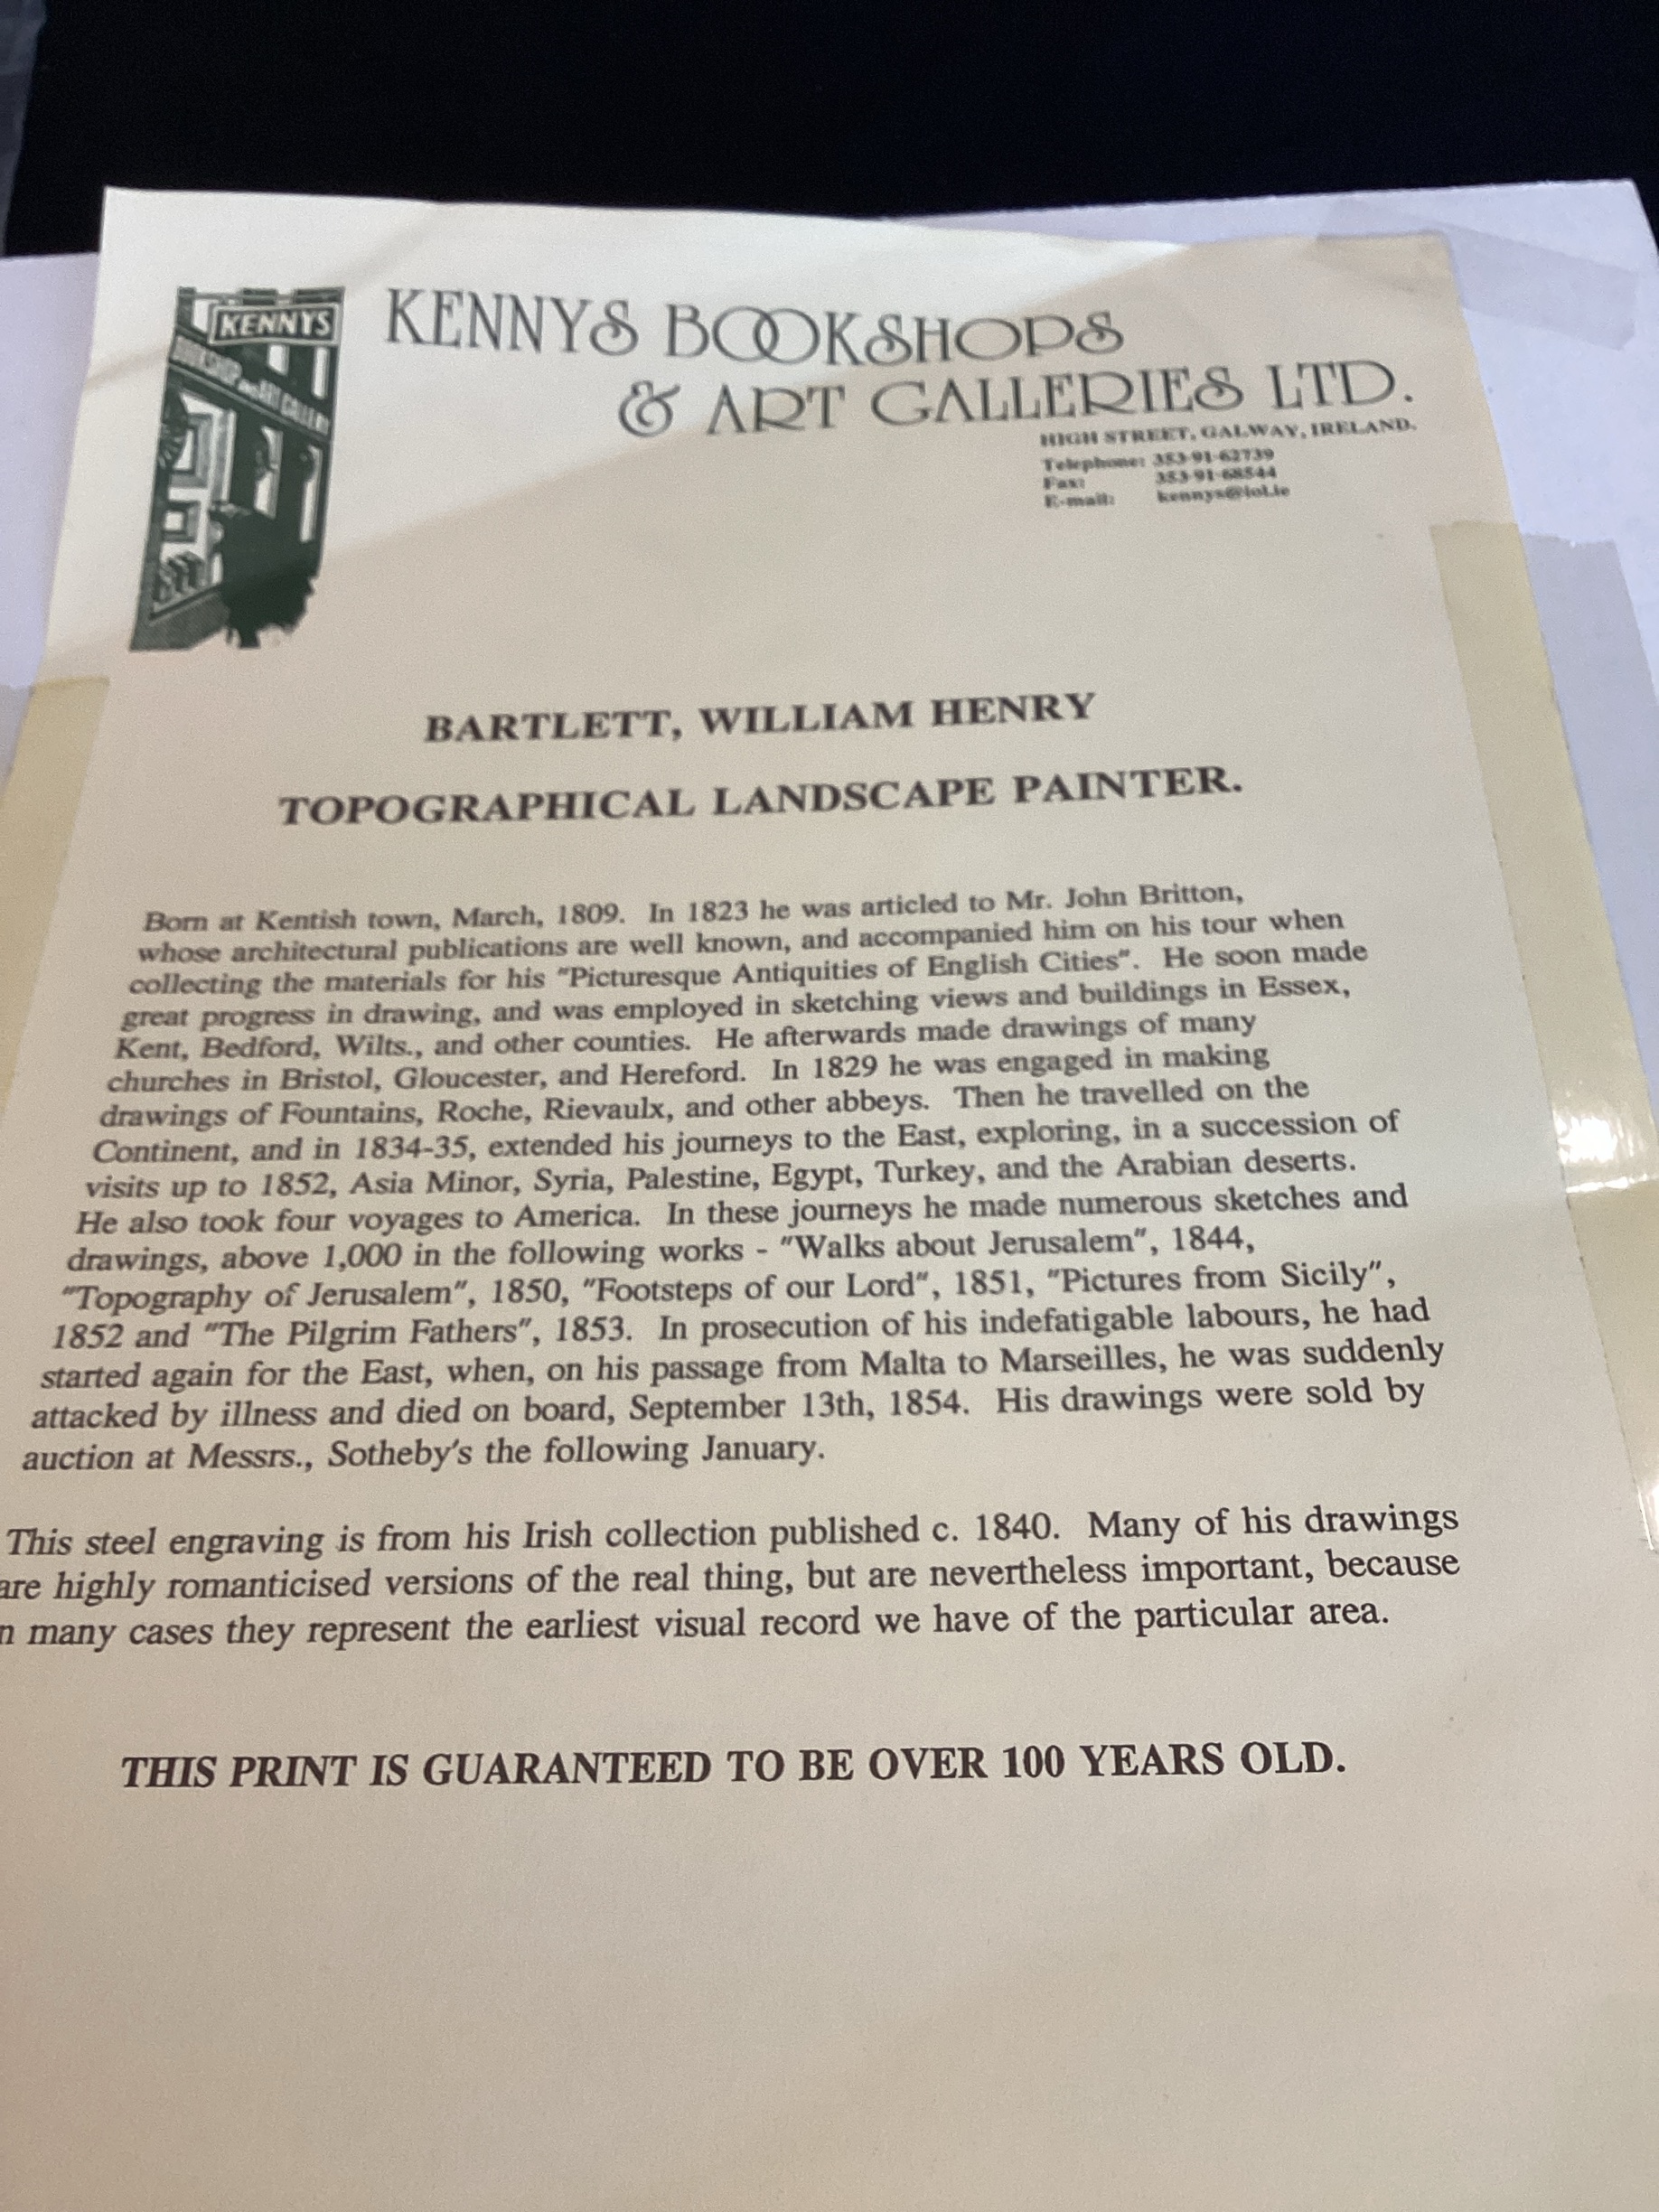 KENNYS
BOOKSHOP and ART GALLERY
KENNYS BOOKSHOPS
& ART GALLERIES LTD.
HIGH STREET, GALWAY, IRELAND.
Telephone: 353-91-62739
Fax: 353-91-68544
E-mail: kennys@iol.ie
BARTLETT, WILLIAM HENRY
TOPOGRAPHICAL LANDSCAPE PAINTER.
Born at Kentish town, March, 1809. In 1823 he was articled to Mr. John Britton,
whose architectural publications are well known, and accompanied him on his tour when
collecting the materials for his "Picturesque Antiquities of English Cities". He soon made
great progress in drawing, and was employed in sketching views and buildings in Essex,
Kent, Bedford, Wilts., and other counties. He afterwards made drawings of many
churches in Bristol, Gloucester, and Hereford. In 1829 he was engaged in making
drawings of Fountains, Roche, Rievaulx, and other abbeys. Then he travelled on the
Continent, and in 1834-35, extended his journeys to the East, exploring, in a succession of
visits up to 1852, Asia Minor, Syria, Palestine, Egypt, Turkey, and the Arabian deserts.
He also took four voyages to America. In these journeys he made numerous sketches and
drawings, above 1,000 in the following works - "Walks about Jerusalem", 1844,
"Topography of Jerusalem", 1850, "Footsteps of our Lord", 1851, "Pictures from Sicily",
1852 and "The Pilgrim Fathers", 1853. In prosecution of his indefatigable labours, he had
started again for the East, when, on his passage from Malta to Marseilles, he was suddenly
attacked by illness and died on board, September 13th, 1854. His drawings were sold by
auction at Messrs., Sotheby's the following January.
This steel engraving is from his Irish collection published c. 1840. Many of his drawings
are highly romanticised versions of the real thing, but are nevertheless important, because
n many cases they represent the earliest visual record we have of the particular area.
THIS PRINT IS GUARANTEED TO BE OVER 100 YEARS OLD.